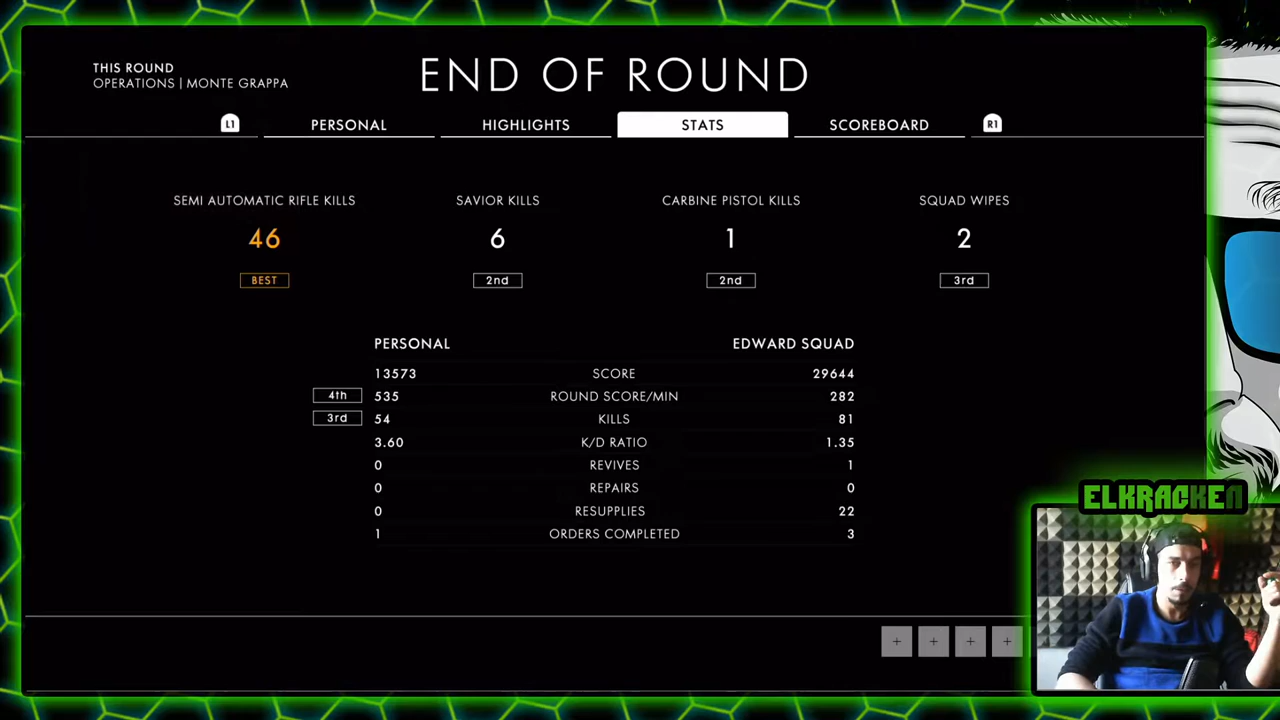 THIS ROUND
OPERATIONS | MONTE GRAPPA
END OF ROUND
L1 PERSONAL HIGHLIGHTS STATS SCOREBOARD R1
SEMI AUTOMATIC RIFLE KILLS SAVIOR KILLS CARBINE PISTOL KILLS SQUAD WIPES
46 6 1 2
BEST 2nd 2nd 3rd
PERSONAL EDWARD SQUAD
13573 SCORE 29644
4th 535 ROUND SCORE/MIN 282
3rd 54 KILLS 81
3.60 K/D RATIO 1.35
0 REVIVES 1
0 REPAIRS 0
0 RESUPPLIES 22
1 ORDERS COMPLETED 3
ELKRACKEN
+ + + +